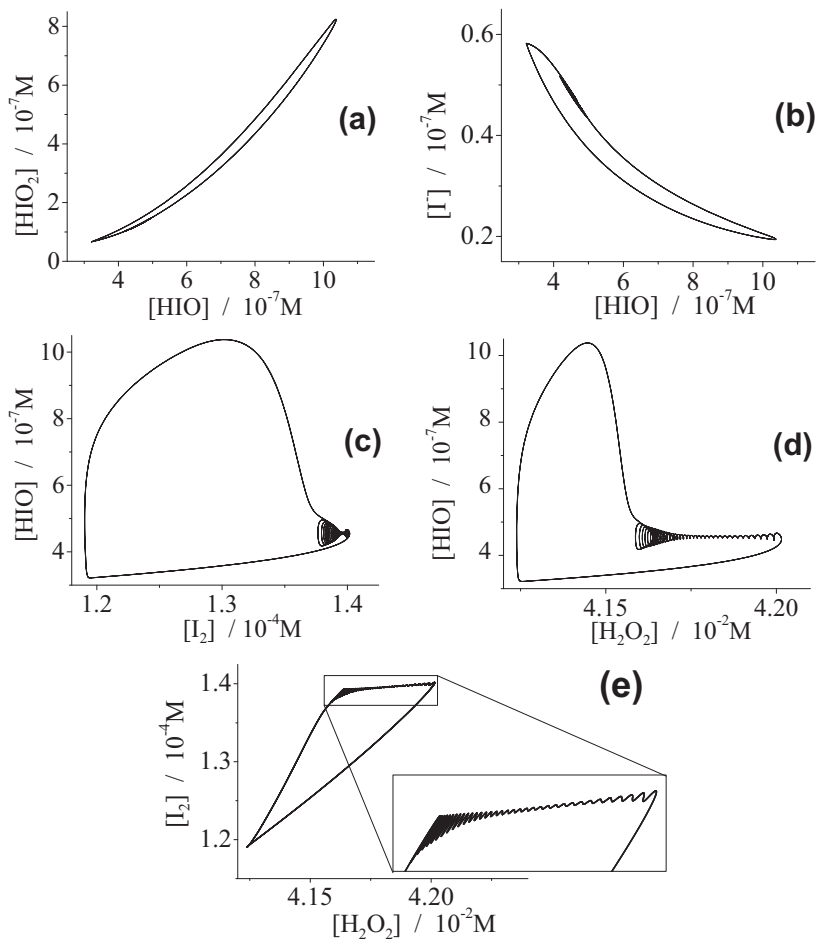 8
6
4
2
0
[HIO₂] / 10⁻⁷M
(a)
4 6 8 10
[HIO] / 10⁻⁷M
0.6
0.4
0.2
[I⁻] / 10⁻⁷M
(b)
4 6 8 10
[HIO] / 10⁻⁷M
10
8
6
4
[HIO] / 10⁻⁷M
(c)
1.2 1.3 1.4
[I₂] / 10⁻⁴M
10
8
6
4
[HIO] / 10⁻⁷M
(d)
4.15 4.20
[H₂O₂] / 10⁻²M
1.4
1.3
1.2
[I₂] / 10⁻⁴M
(e)
4.15 4.20
[H₂O₂] / 10⁻²M